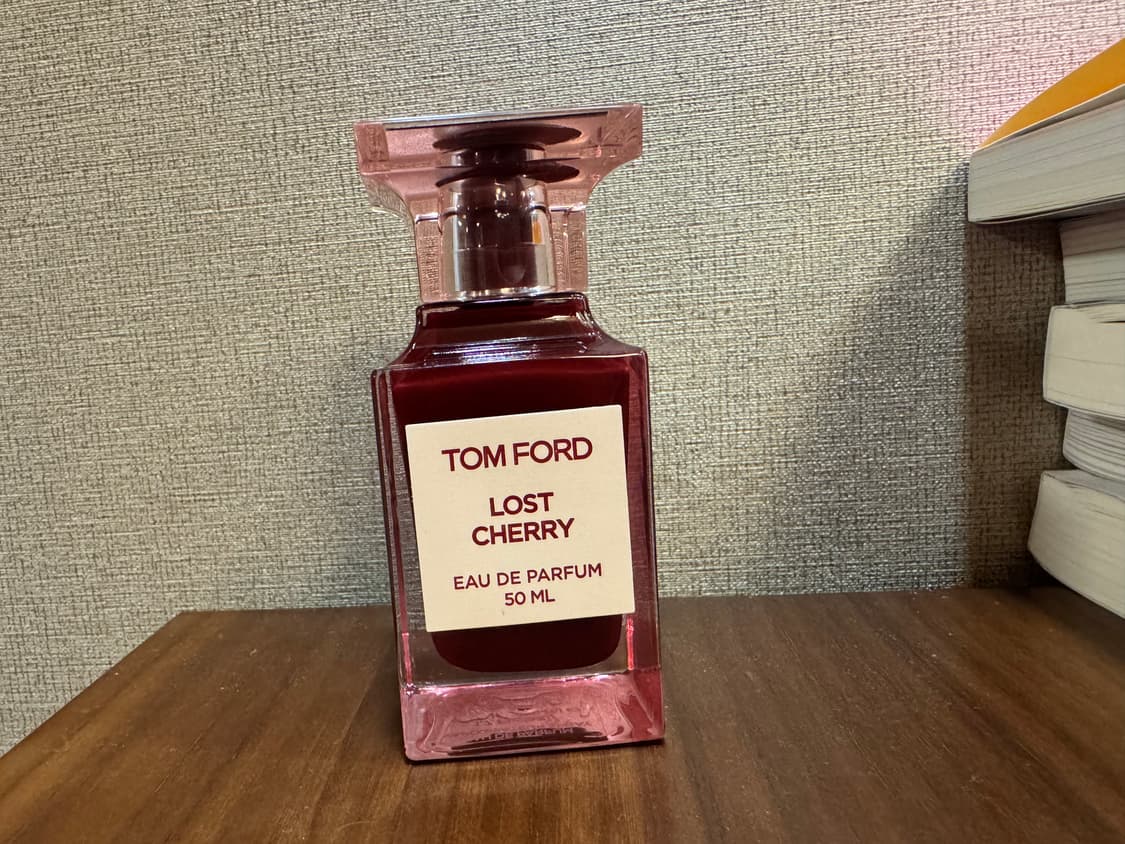 TOM FORD
LOST
CHERRY
EAU DE PARFUM
50 ML